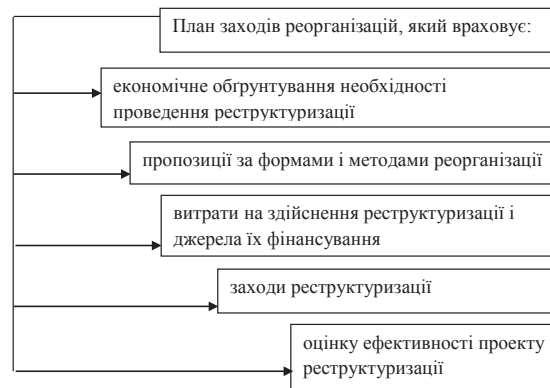 План заходів реорганізацій, який враховує:
економічне обґрунтування необхідності
проведення реструктуризації
пропозиції за формами і методами реорганізації
витрати на здійснення реструктуризації і
джерела їх фінансування
заходи реструктуризації
оцінку ефективності проекту
реструктуризації